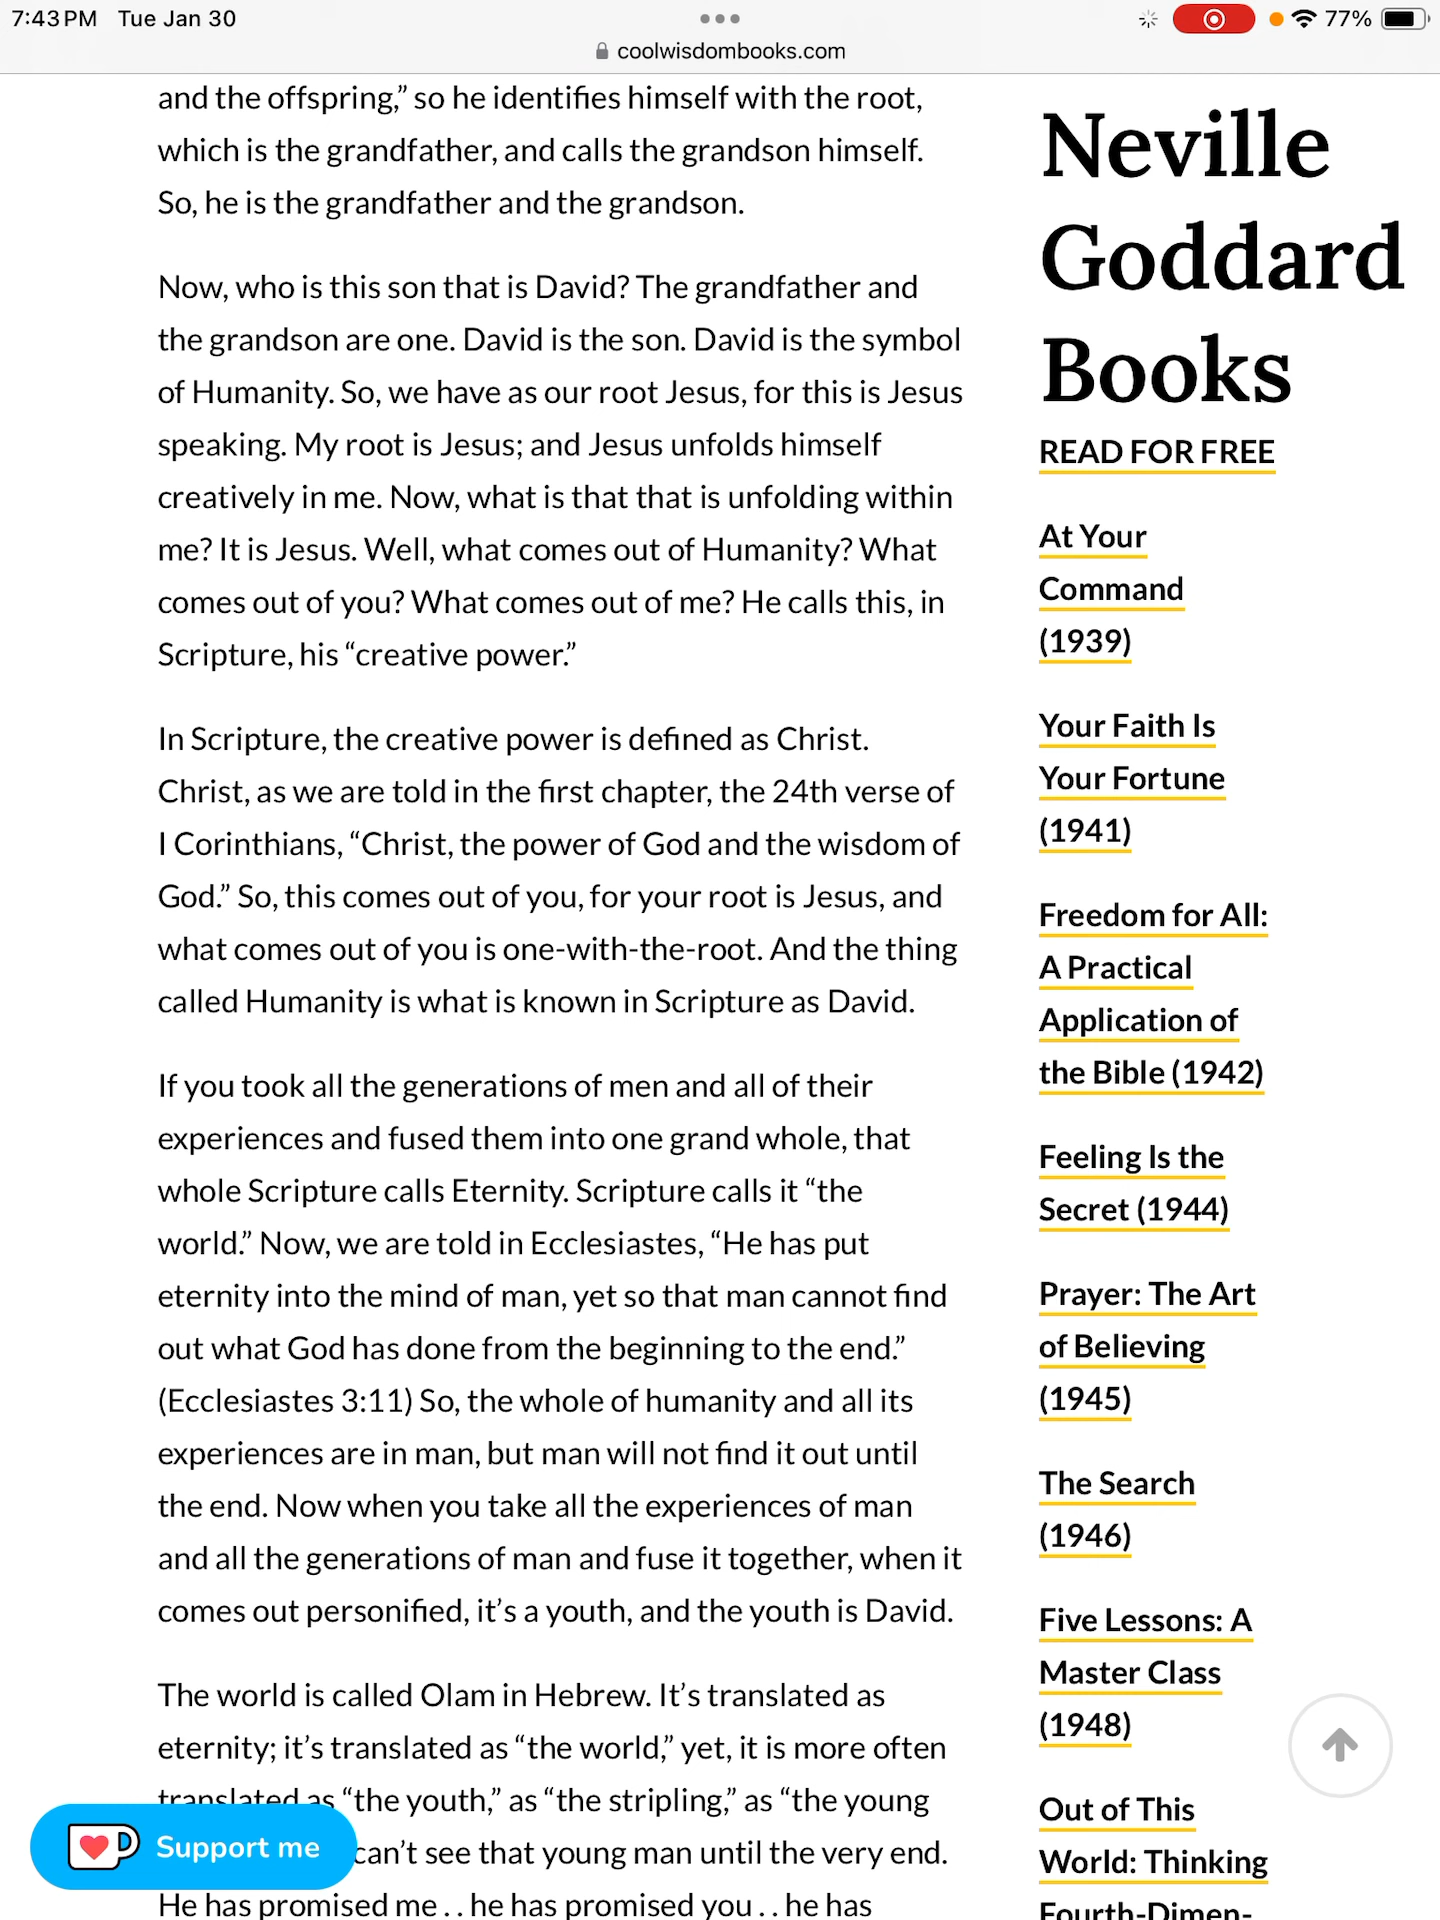 7:43 PM Tue Jan 30
77%
coolwisdombooks.com
and the offspring,” so he identifies himself with the root,
which is the grandfather, and calls the grandson himself.
So, he is the grandfather and the grandson.
Now, who is this son that is David? The grandfather and
the grandson are one. David is the son. David is the symbol
of Humanity. So, we have as our root Jesus, for this is Jesus
speaking. My root is Jesus; and Jesus unfolds himself
creatively in me. Now, what is that that is unfolding within
me? It is Jesus. Well, what comes out of Humanity? What
comes out of you? What comes out of me? He calls this, in
Scripture, his “creative power.”
In Scripture, the creative power is defined as Christ.
Christ, as we are told in the first chapter, the 24th verse of
I Corinthians, “Christ, the power of God and the wisdom of
God.” So, this comes out of you, for your root is Jesus, and
what comes out of you is one-with-the-root. And the thing
called Humanity is what is known in Scripture as David.
If you took all the generations of men and all of their
experiences and fused them into one grand whole, that
whole Scripture calls Eternity. Scripture calls it “the
world.” Now, we are told in Ecclesiastes, “He has put
eternity into the mind of man, yet so that man cannot find
out what God has done from the beginning to the end.”
(Ecclesiastes 3:11) So, the whole of humanity and all its
experiences are in man, but man will not find it out until
the end. Now when you take all the experiences of man
and all the generations of man and fuse it together, when it
comes out personified, it’s a youth, and the youth is David.
The world is called Olam in Hebrew. It’s translated as
eternity; it’s translated as “the world,” yet, it is more often
translated as “the youth,” as “the stripling,” as “the young
can’t see that young man until the very end.
He has promised me . . he has promised you . . he has
Support me
Neville
Goddard
Books
READ FOR FREE
At Your
Command
(1939)
Your Faith Is
Your Fortune
(1941)
Freedom for All:
A Practical
Application of
the Bible (1942)
Feeling Is the
Secret (1944)
Prayer: The Art
of Believing
(1945)
The Search
(1946)
Five Lessons: A
Master Class
(1948)
Out of This
World: Thinking
Fourth-Dimen-